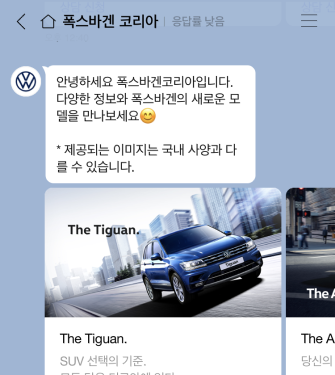 폭스바겐 코리아 응답률 낮음
안녕하세요 폭스바겐코리아입니다.
다양한 정보와 폭스바겐의 새로운 모
델을 만나보세요😊
* 제공되는 이미지는 국내 사양과 다
를 수 있습니다.
The Tiguan.
The A
The Tiguan.
The A
SUV 선택의 기준.
당신의